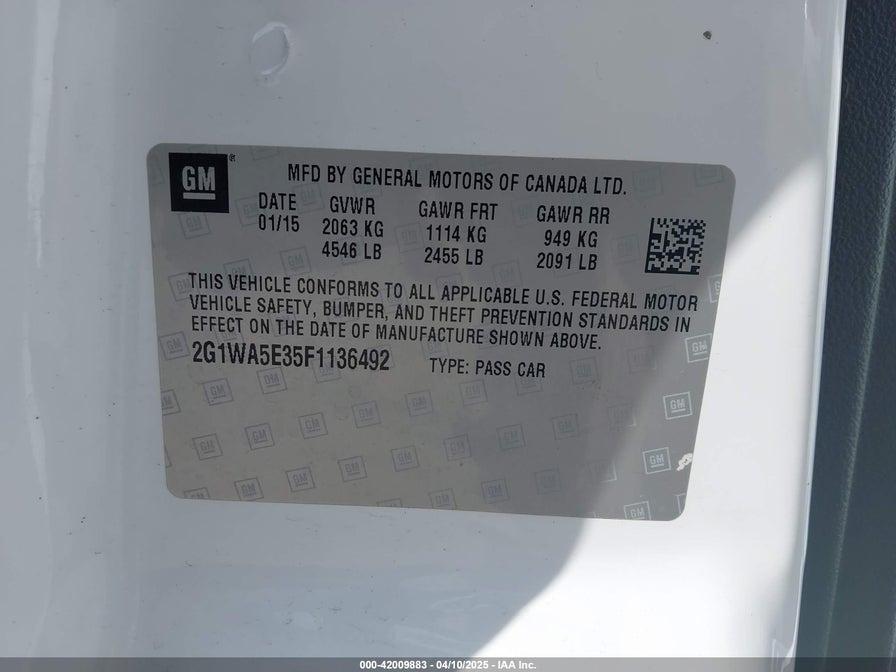 GM
MFD BY GENERAL MOTORS OF CANADA LTD.
DATE GVWR GAWR FRT GAWR RR
01/15 2063 KG 1114 KG 949 KG
4546 LB 2455 LB 2091 LB
THIS VEHICLE CONFORMS TO ALL APPLICABLE U.S. FEDERAL MOTOR
VEHICLE SAFETY, BUMPER, AND THEFT PREVENTION STANDARDS IN
EFFECT ON THE DATE OF MANUFACTURE SHOWN ABOVE.
2G1WA5E35F1136492 TYPE: PASS CAR
000-42009883 - 04/10/2025 - IAA Inc.